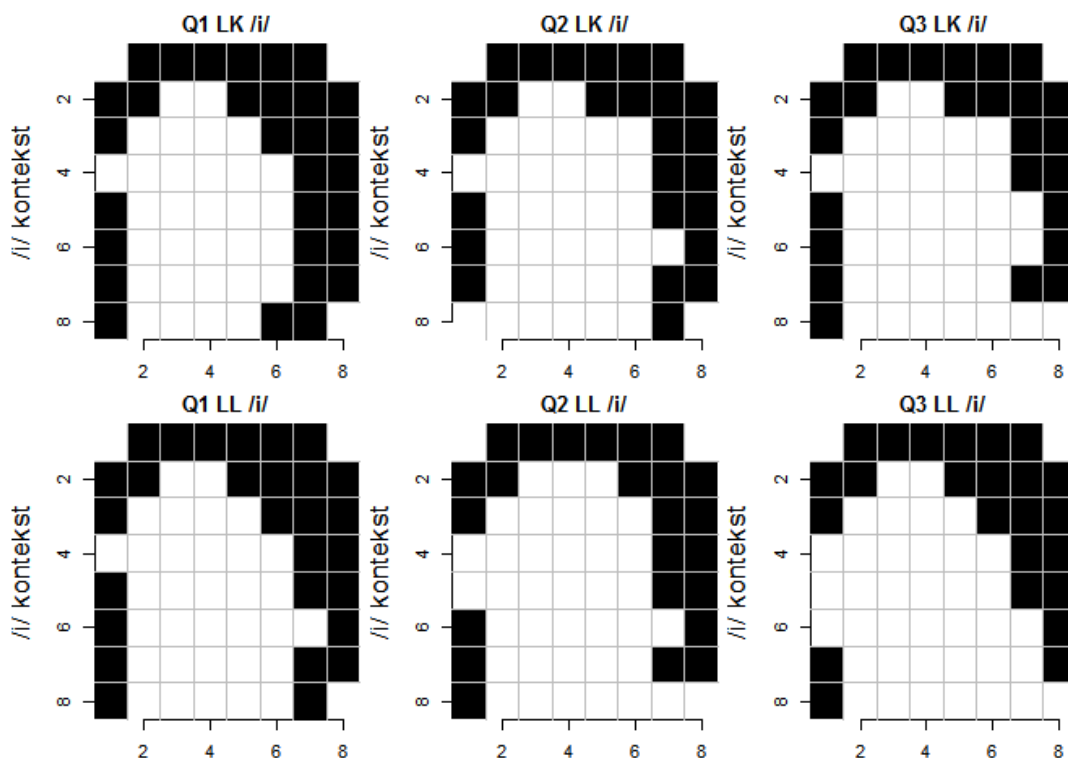 Q1 LK /i/ Q2 LK /i/ Q3 LK /i/
/i/ kontekst /i/ kontekst /i/ kontekst
2 2 2
4 4 4
6 6 6
8 8 8
2 4 6 8 2 4 6 8 2 4 6 8
Q1 LL /i/ Q2 LL /i/ Q3 LL /i/
/i/ kontekst /i/ kontekst /i/ kontekst
2 2 2
4 4 4
6 6 6
8 8 8
2 4 6 8 2 4 6 8 2 4 6 8